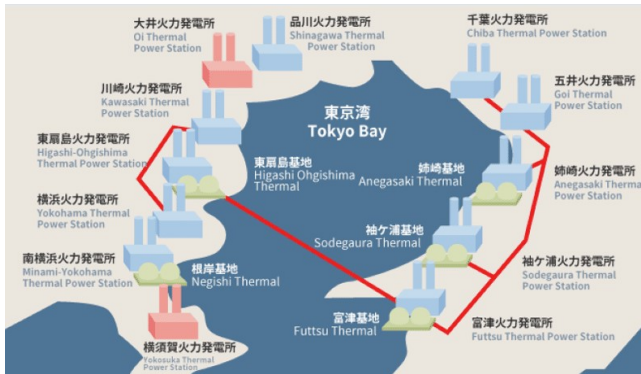 大井火力発電所
Oi Thermal
Power Station
品川火力発電所
Shinagawa Thermal
Power Station
千葉火力発電所
Chiba Thermal Power Station
川崎火力発電所
Kawasaki Thermal
Power Station
五井火力発電所
Goi Thermal
Power Station
東京湾
Tokyo Bay
東扇島火力発電所
Higashi-Ohgishima
Thermal Power Station
東扇島基地
Higashi Ohgishima
Thermal
姉崎基地
Anegasaki Thermal
姉崎火力発電所
Anegasaki Therma
Power Station
横浜火力発電所
Yokohama Thermal
Power Station
袖ケ浦基地
Sodegaura Thermal
南横浜火力発電所
Minami-Yokohama
Thermal Power Station
根岸基地
Negishi Thermal
袖ケ浦火力発電所
Sodegaura Thermal
Power Station
富津基地
Futtsu Thermal
富津火力発電所
Futtsu Thermal Power Station
横須賀火力発電所
Yokosuka Thermal
Power Station